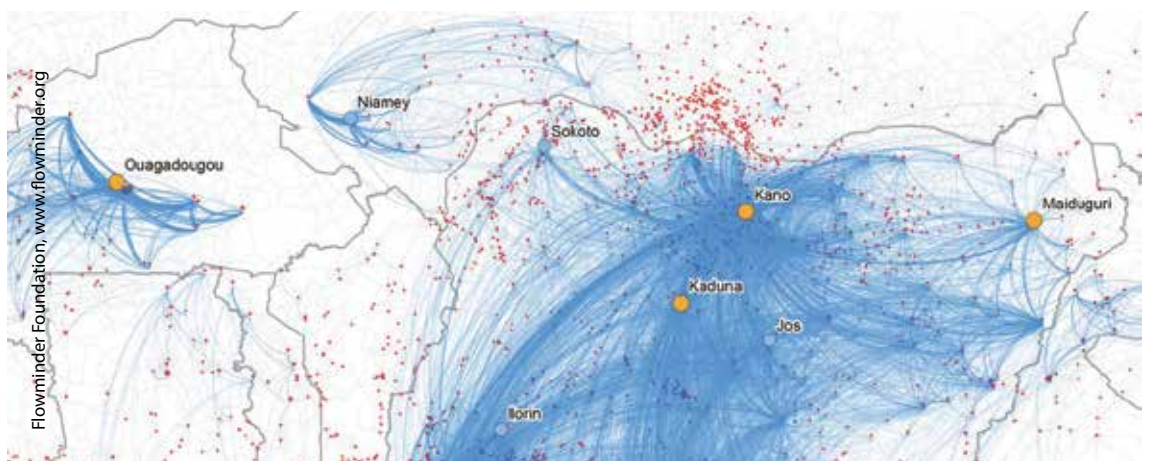 Flowminder Foundation, www.flowminder.org
Niamey
Sokoto
Ouagadougou
Kano
Maiduguri
Kaduna
Jos
Ilorin